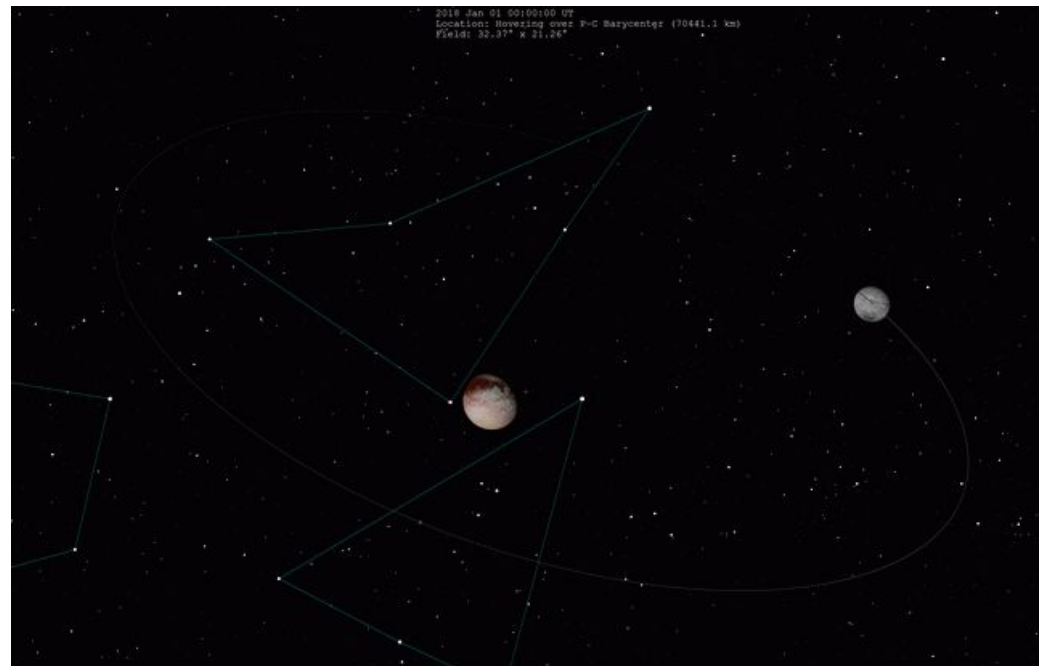 2018 Jan 01 00:00:00 UT
Location: Hovering over P-C Barycenter (70441.1 km)
Field: 32.37° x 21.26°